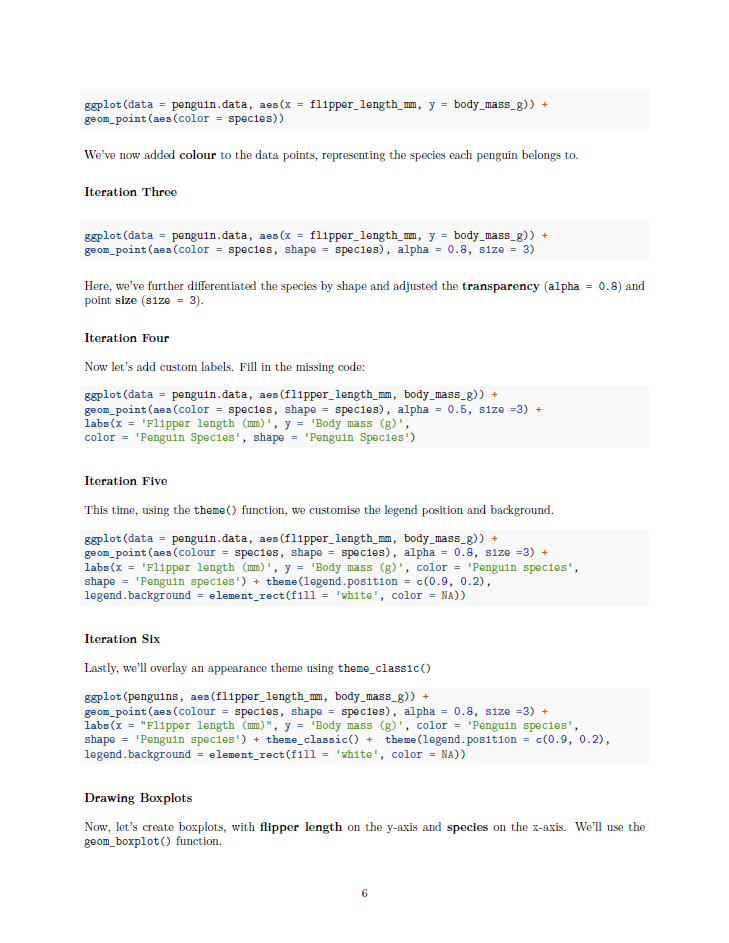 ggplot(data = penguin.data, aes(x = flipper_length_mm, y = body_mass_g)) +
geom_point(aes(color = species))
We've now added colour to the data points, representing the species each penguin belongs to.
Iteration Three
ggplot(data = penguin.data, aes(x = flipper_length_mm, y = body_mass_g)) +
geom_point(aes(color = species, shape = species), alpha = 0.8, size = 3)
Here, we've further differentiated the species by shape and adjusted the transparency (alpha = 0.8) and
point size (size = 3).
Iteration Four
Now let's add custom labels. Fill in the missing code:
ggplot(data = penguin.data, aes(flipper_length_mm, body_mass_g)) +
geom_point(aes(color = species, shape = species), alpha = 0.5, size =3) +
labs(x = 'Flipper length (mm)', y = 'Body mass (g)',
color = 'Penguin Species', shape = 'Penguin Species')
Iteration Five
This time, using the theme() function, we customise the legend position and background.
ggplot(data = penguin.data, aes(flipper_length_mm, body_mass_g)) +
geom_point(aes(colour = species, shape = species), alpha = 0.8, size =3) +
labs(x = 'Flipper length (mm)', y = 'Body mass (g)', color = 'Penguin species',
shape = 'Penguin species') + theme(legend.position = c(0.9, 0.2),
legend.background = element_rect(fill = 'white', color = NA))
Iteration Six
Lastly, we'll overlay an appearance theme using theme_classic()
ggplot(penguins, aes(flipper_length_mm, body_mass_g)) +
geom_point(aes(colour = species, shape = species), alpha = 0.8, size =3) +
labs(x = "Flipper length (mm)", y = 'Body mass (g)', color = 'Penguin species',
shape = 'Penguin species') + theme_classic() + theme(legend.position = c(0.9, 0.2),
legend.background = element_rect(fill = 'white', color = NA))
Drawing Boxplots
Now, let's create boxplots, with flipper length on the y-axis and species on the x-axis. We'll use the
geom_boxplot() function.
6